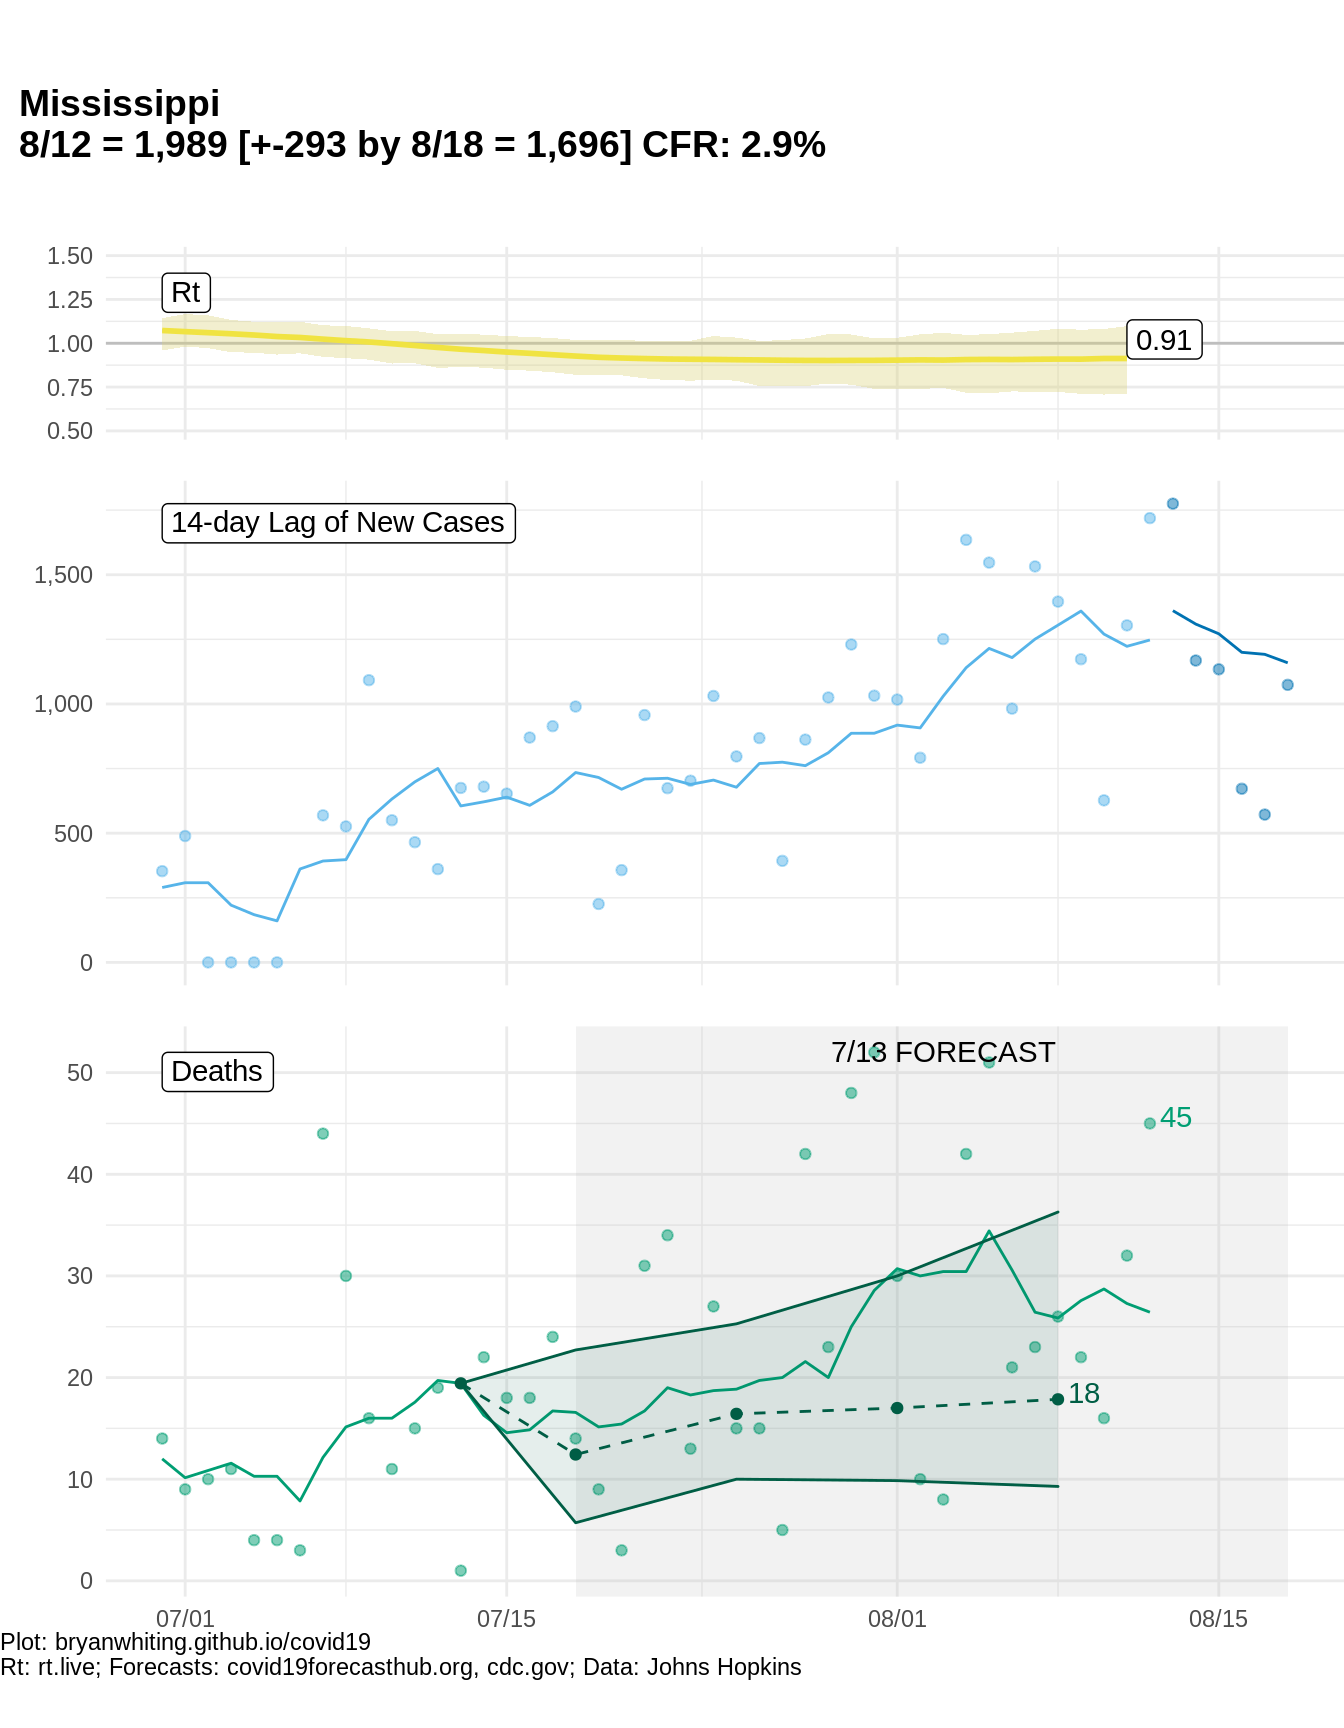 Mississippi
8/12 = 1,989 [+-293 by 8/18 = 1,696] CFR: 2.9%
1.50
1.25
1.00
0.75
0.50
Rt
0.91
14-day Lag of New Cases
1,500
1,000
500
0
Deaths
7/13 FORECAST
50
40
30
20
10
0
45
18
07/01
07/15
08/01
08/15
Plot: bryanwhiting.github.io/covid19
Rt: rt.live; Forecasts: covid19forecasthub.org, cdc.gov; Data: Johns Hopkins